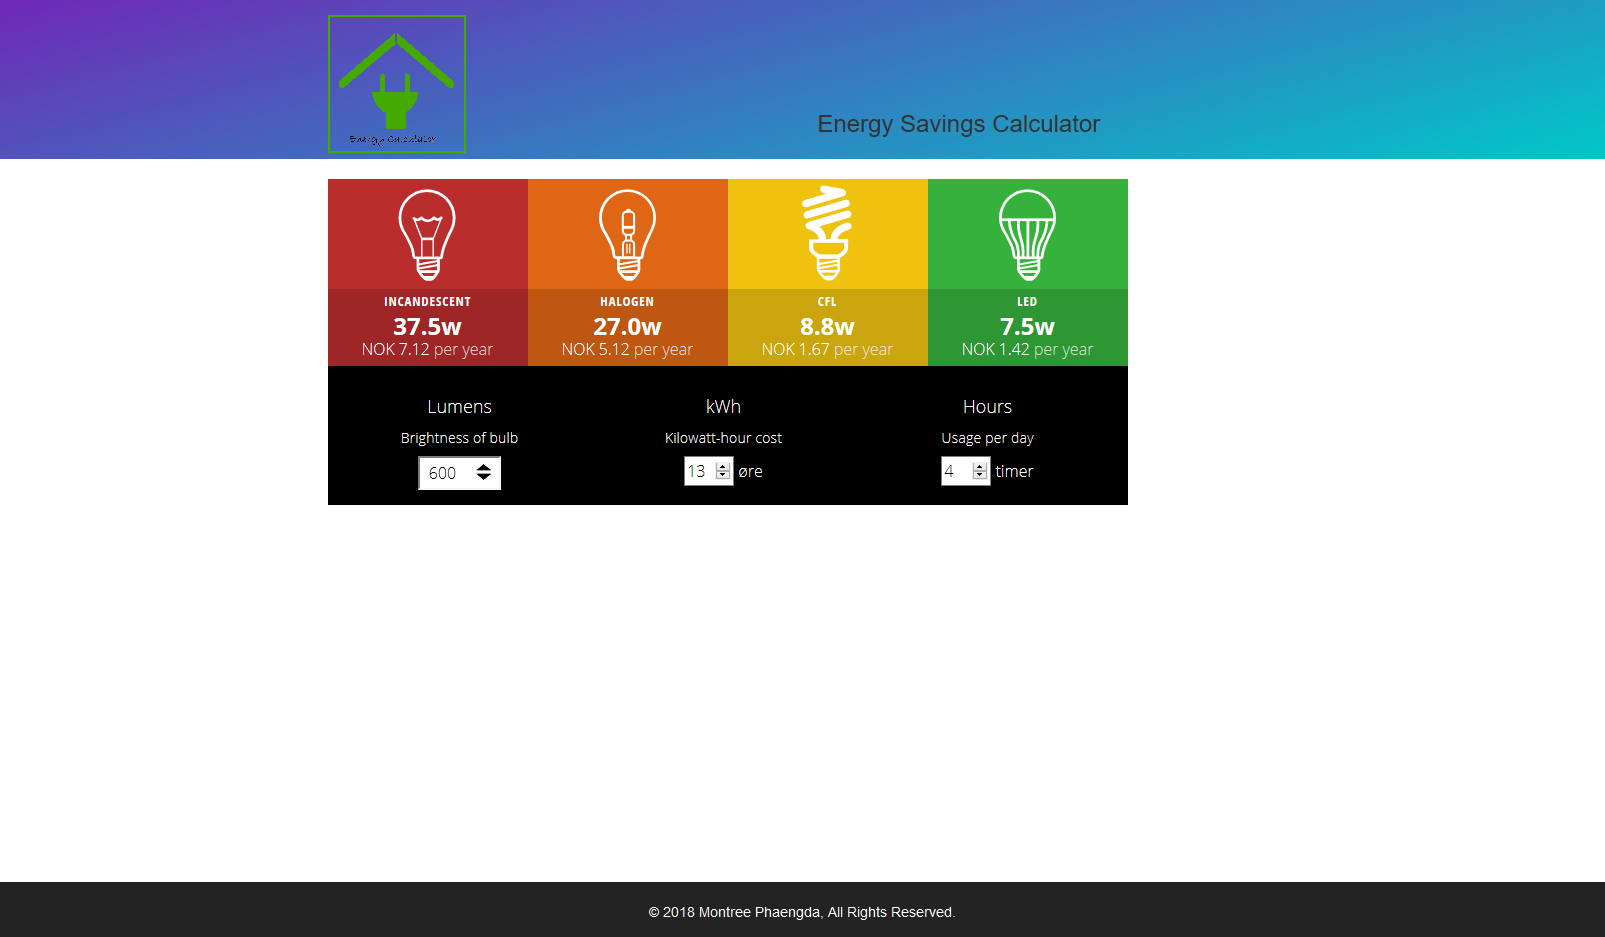 Energy Calculator
Energy Savings Calculator
INCANDESCENT
37.5w
NOK 7.12 per year
HALOGEN
27.0w
NOK 5.12 per year
CFL
8.8w
NOK 1.67 per year
LED
7.5w
NOK 1.42 per year
Lumens
Brightness of bulb
600
kWh
Kilowatt-hour cost
13 øre
Hours
Usage per day
4 timer
© 2018 Montree Phaengda, All Rights Reserved.